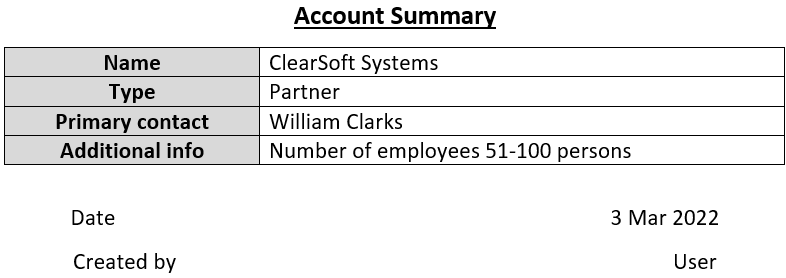 Account Summary
Name ClearSoft Systems
Type Partner
Primary contact William Clarks
Additional info Number of employees 51-100 persons
Date 3 Mar 2022
Created by User